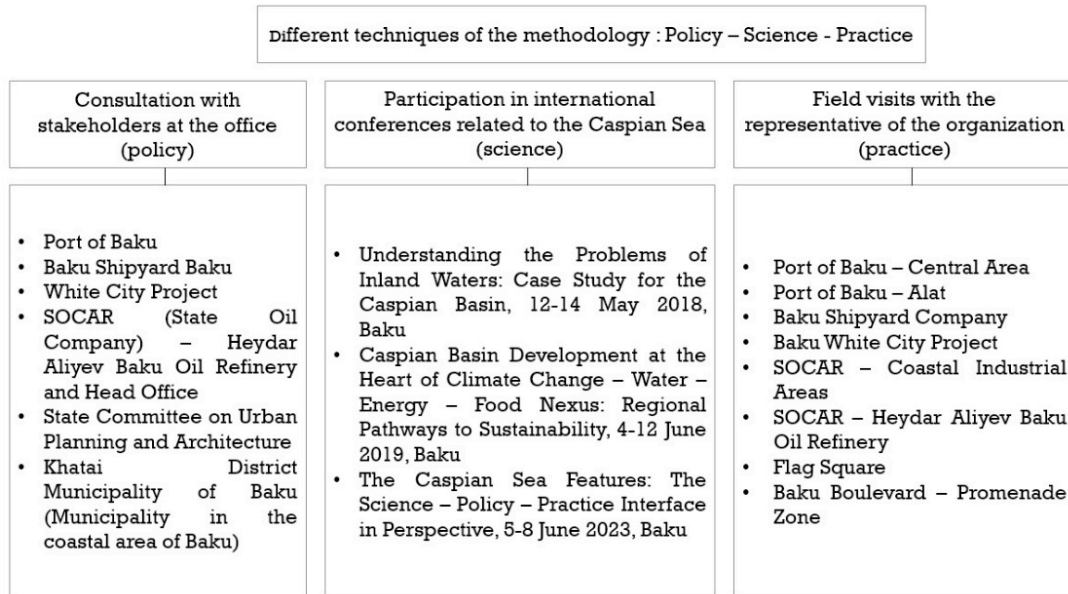 Different techniques of the methodology : Policy – Science - Practice
Consultation with
stakeholders at the office
(policy)
• Port of Baku
• Baku Shipyard Baku
• White City Project
• SOCAR (State Oil
Company) – Heydar
Aliyev Baku Oil Refinery
and Head Office
• State Committee on Urban
Planning and Architecture
• Khatai District
Municipality of Baku
(Municipality in the
coastal area of Baku)
Participation in international
conferences related to the Caspian Sea
(science)
• Understanding the Problems of
Inland Waters: Case Study for the
Caspian Basin, 12-14 May 2018,
Baku
• Caspian Basin Development at the
Heart of Climate Change – Water –
Energy – Food Nexus: Regional
Pathways to Sustainability, 4-12 June
2019, Baku
• The Caspian Sea Features: The
Science – Policy – Practice Interface
in Perspective, 5-8 June 2023, Baku
Field visits with the
representative of the organization
(practice)
• Port of Baku – Central Area
• Port of Baku – Alat
• Baku Shipyard Company
• Baku White City Project
• SOCAR – Coastal Industrial
Areas
• SOCAR – Heydar Aliyev Baku
Oil Refinery
• Flag Square
• Baku Boulevard – Promenade
Zone